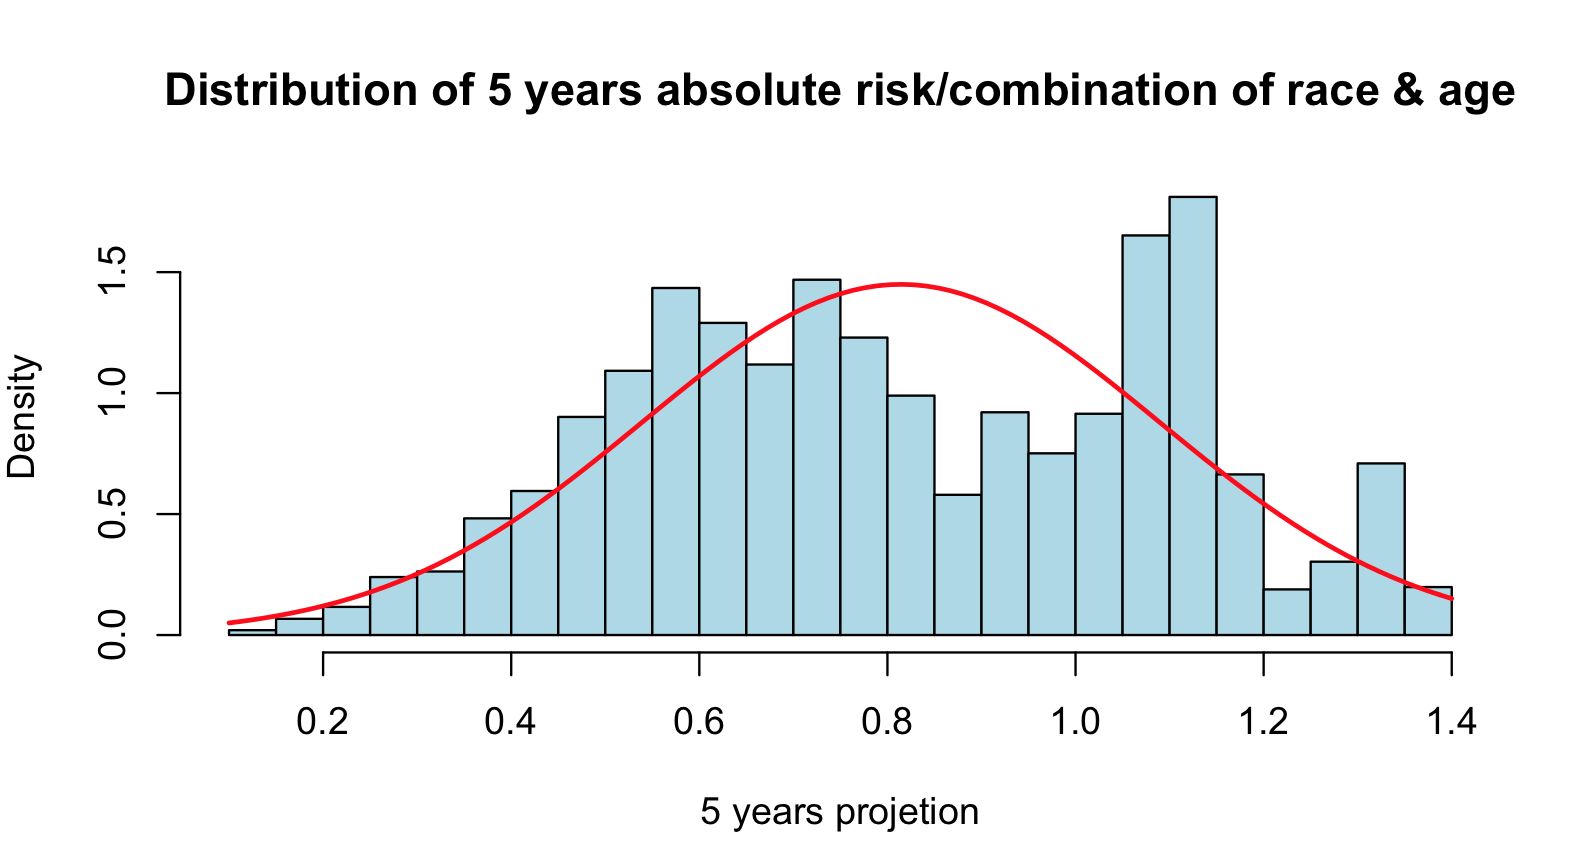 Distribution of 5 years absolute risk/combination of race & age
Density
1.5
1.0
0.5
0.0
0.2 0.4 0.6 0.8 1.0 1.2 1.4
5 years projetion